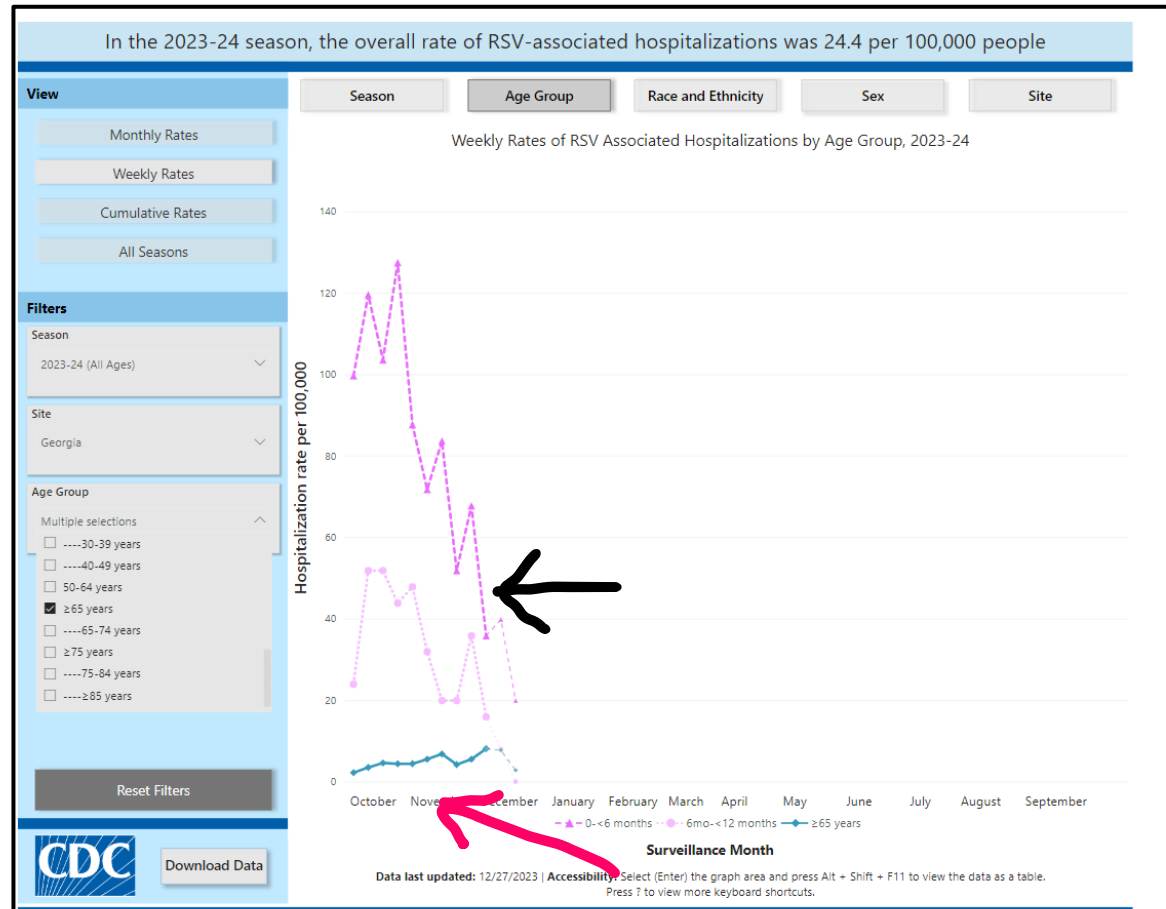 In the 2023-24 season, the overall rate of RSV-associated hospitalizations was 24.4 per 100,000 people
View
Monthly Rates
Weekly Rates
Cumulative Rates
All Seasons
Filters
Season
2023-24 (All Ages)
Site
Georgia
Age Group
Multiple selections
----30-39 years
----40-49 years
50-64 years
≥65 years
----65-74 years
≥75 years
----75-84 years
----≥85 years
Reset Filters
CDC
Download Data
Season Age Group Race and Ethnicity Sex Site
Weekly Rates of RSV Associated Hospitalizations by Age Group, 2023-24
Hospitalization rate per 100,000
140
120
100
80
60
40
20
0
October January February March April May June July August September
0-<6 months 6mo-<12 months ≥65 years
Surveillance Month
Data last updated: 12/27/2023 | Accessibility: Select (Enter) the graph area and press Alt + Shift + F11 to view the data as a table.
Press ? to view more keyboard shortcuts.